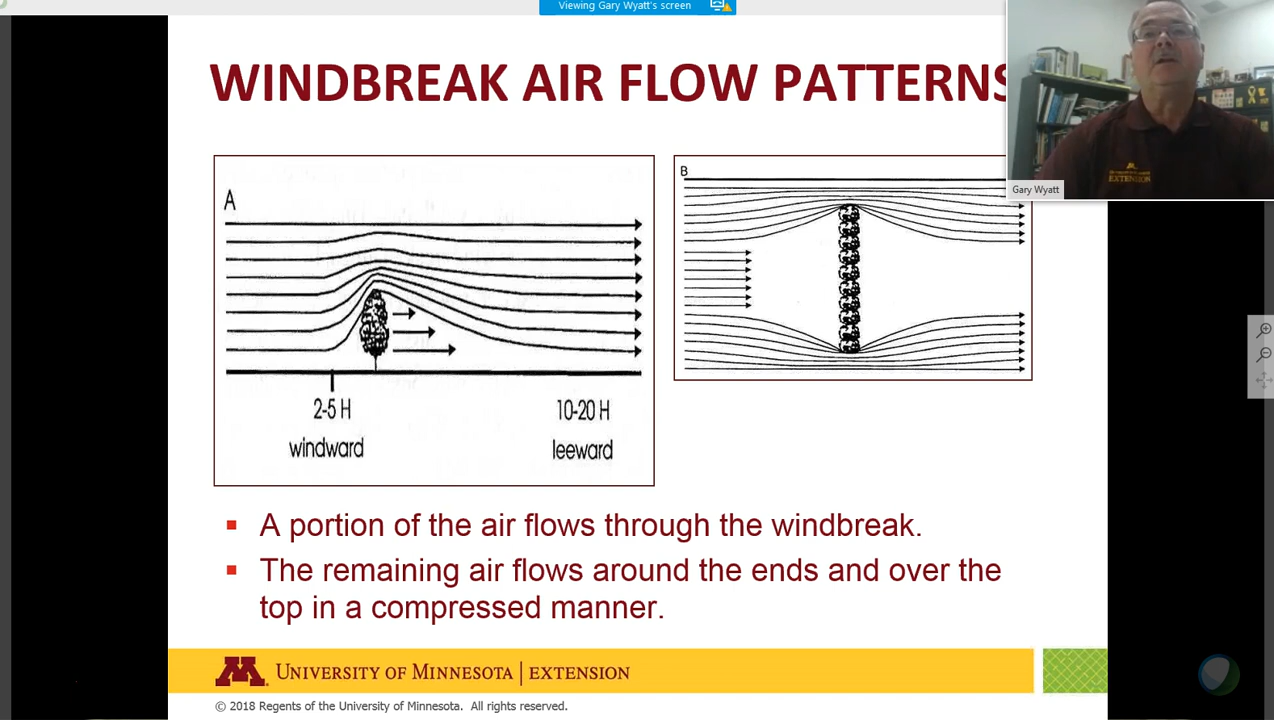 Viewing Gary Wyatt's screen
WINDBREAK AIR FLOW PATTERNS
Gary Wyatt
EXTENSION
A
B
2-5 H
windward
10-20 H
leeward
A portion of the air flows through the windbreak.
The remaining air flows around the ends and over the
top in a compressed manner.
UNIVERSITY OF MINNESOTA | EXTENSION
© 2018 Regents of the University of Minnesota. All rights reserved.